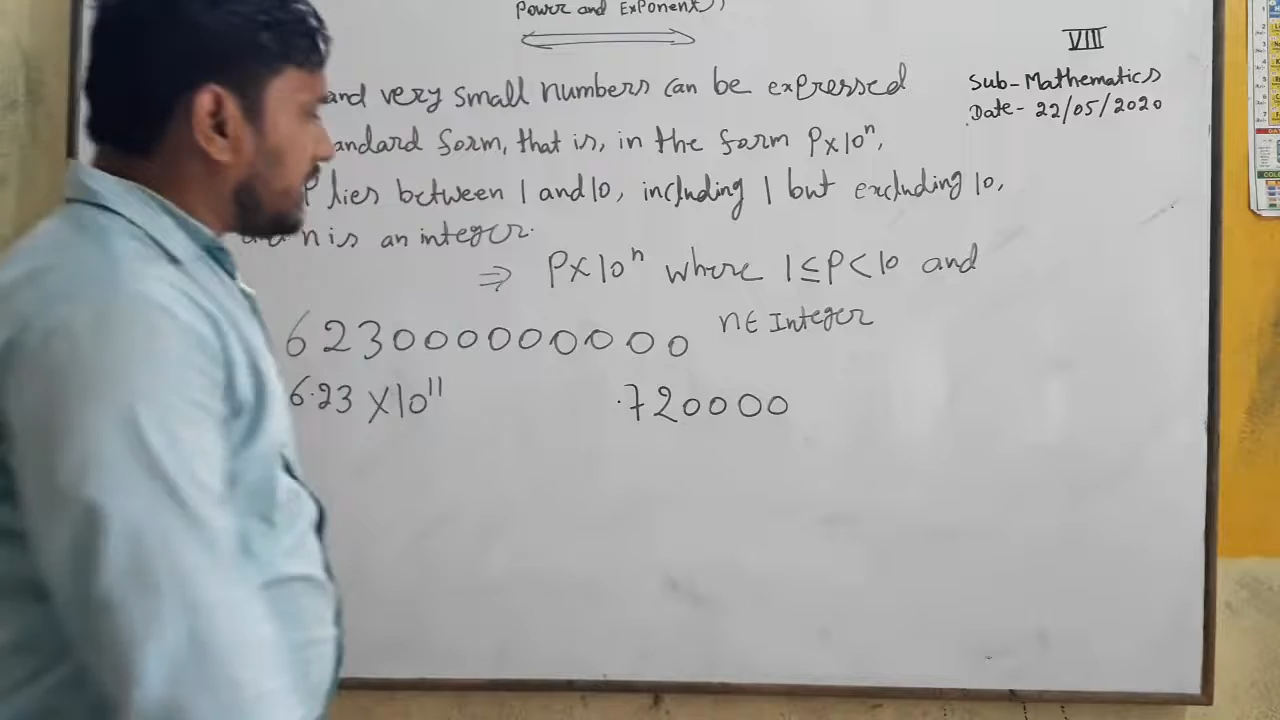 Power and Exponent
VIII
and very small numbers can be expressed
Sub-Mathematics
Date- 22/05/2020
andard form, that is, in the form P×10ⁿ,
P lies between 1 and 10, including 1 but excluding 10,
n is an integer.
⇒ P×10ⁿ where 1≤P<10 and
n∈ Integer
623000000000
6.23 ×10¹¹
.720000